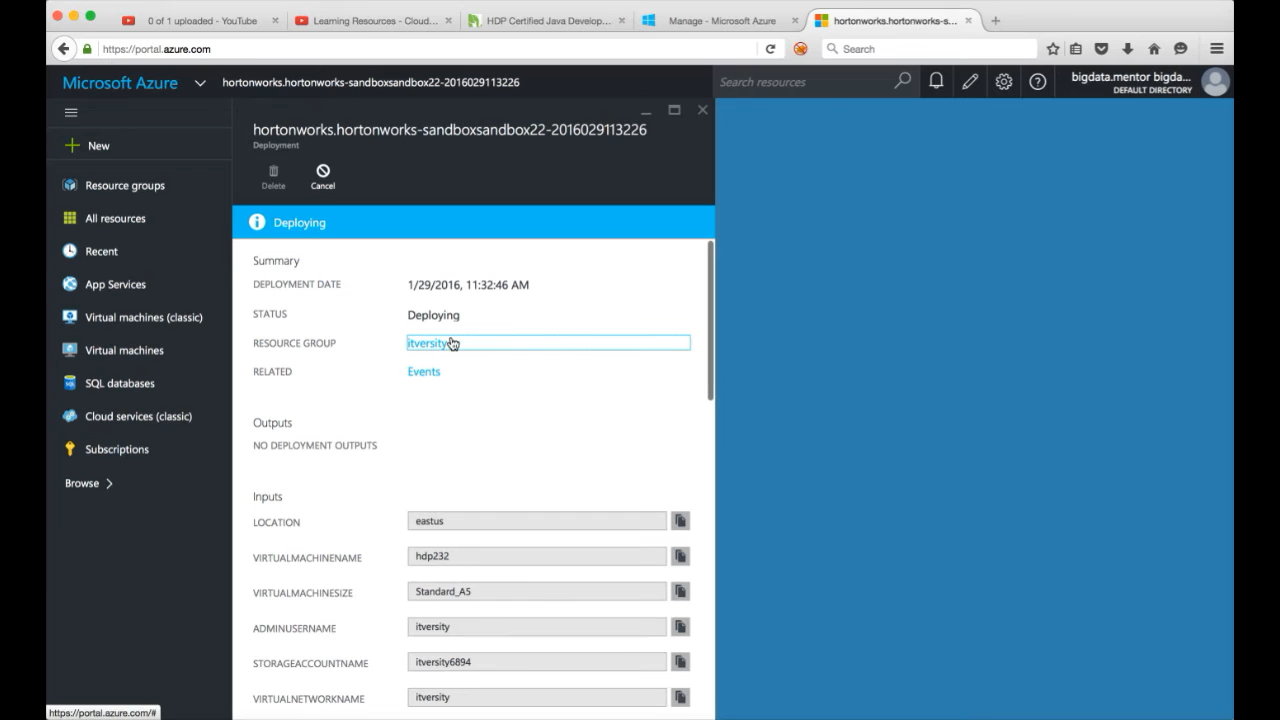 0 of 1 uploaded - YouTube
Learning Resources - Cloud...
HDP Certified Java Develop...
Manage - Microsoft Azure
hortonworks.hortonworks-s...
https://portal.azure.com
Search
Microsoft Azure
hortonworks.hortonworks-sandboxsandbox22-2016029113226
Search resources
bigdata.mentor bigda...
DEFAULT DIRECTORY
New
Resource groups
All resources
Recent
App Services
Virtual machines (classic)
Virtual machines
SQL databases
Cloud services (classic)
Subscriptions
Browse
hortonworks.hortonworks-sandboxsandbox22-2016029113226
Deployment
Delete
Cancel
Deploying
Summary
DEPLOYMENT DATE
1/29/2016, 11:32:46 AM
STATUS
Deploying
RESOURCE GROUP
itversity
RELATED
Events
Outputs
NO DEPLOYMENT OUTPUTS
Inputs
LOCATION
eastus
VIRTUALMACHINENAME
hdp232
VIRTUALMACHINESIZE
Standard_A5
ADMINUSERNAME
itversity
STORAGEACCOUNTNAME
itversity6894
VIRTUALNETWORKNAME
itversity
https://portal.azure.com/#